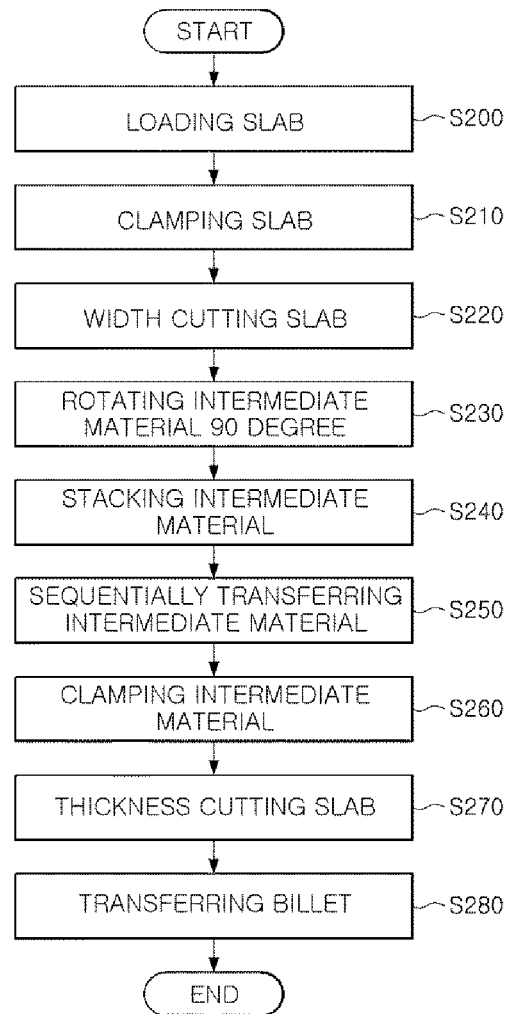 START
LOADING SLAB
S200
CLAMPING SLAB
S210
WIDTH CUTTING SLAB
S220
ROTATING INTERMEDIATE
MATERIAL 90 DEGREE
S230
STACKING INTERMEDIATE
MATERIAL
S240
SEQUENTIALLY TRANSFERRING
INTERMEDIATE MATERIAL
S250
CLAMPING INTERMEDIATE
MATERIAL
S260
THICKNESS CUTTING SLAB
S270
TRANSFERRING BILLET
S280
END